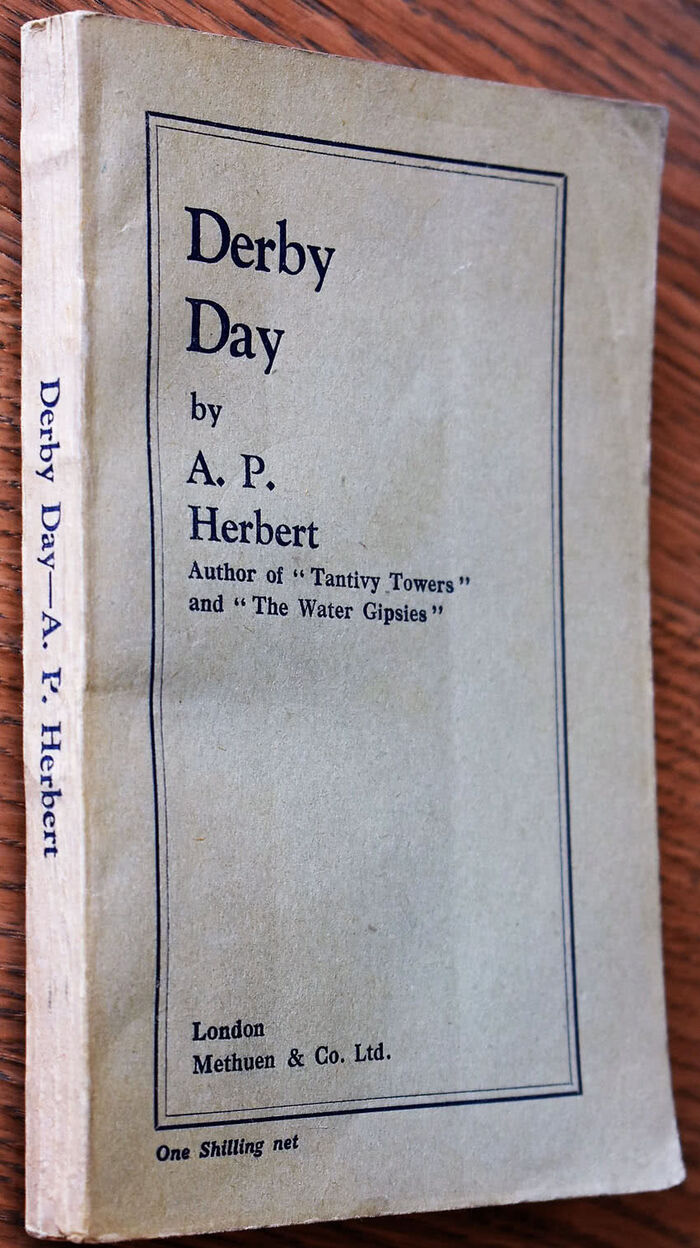 Derby
Day
by
A. P.
Herbert
Author of “ Tantivy Towers ”
and “ The Water Gipsies ”
London
Methuen & Co. Ltd.
One Shilling net
Derby Day—A. P. Herbert